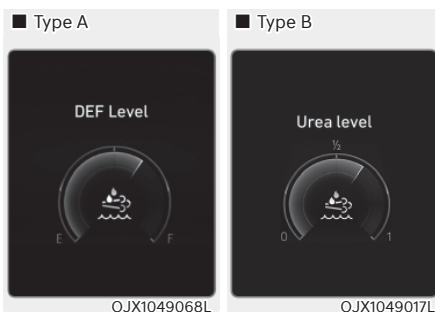 ■ Type A
DEF Level
E
F
OJX1049068L
■ Type B
Urea level
½
0
1
OJX1049017L